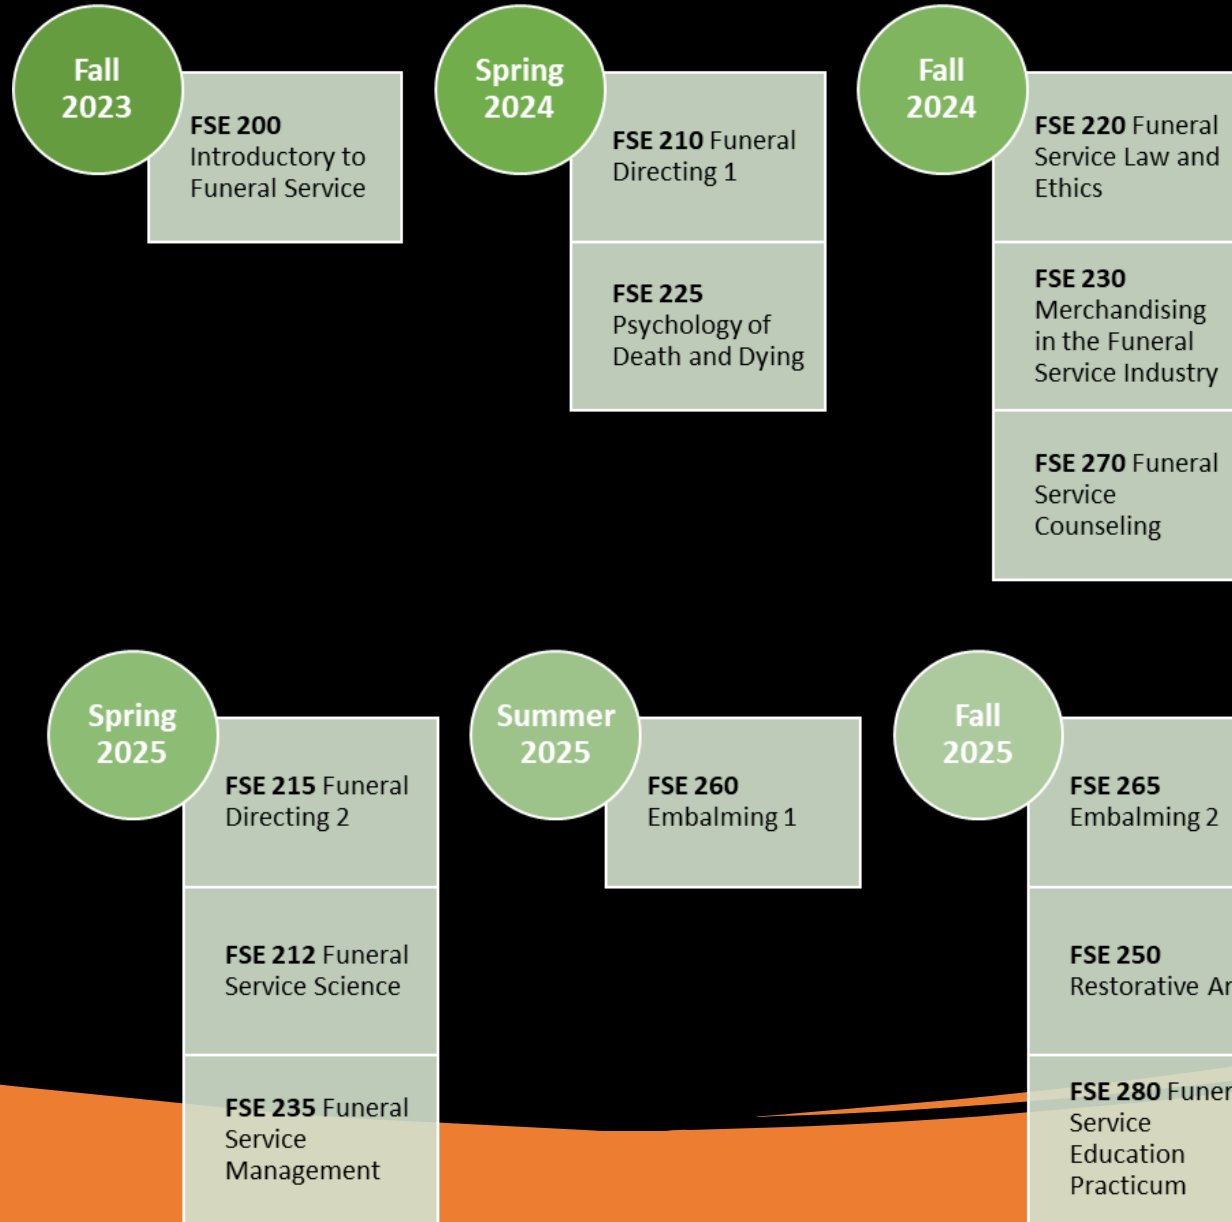 Fall
2023
FSE 200
Introductory to
Funeral Service
Spring
2024
FSE 210 Funeral
Directing 1
FSE 225
Psychology of
Death and Dying
Fall
2024
FSE 220 Funeral
Service Law and
Ethics
FSE 230
Merchandising
in the Funeral
Service Industry
FSE 270 Funeral
Service
Counseling
Spring
2025
FSE 215 Funeral
Directing 2
FSE 212 Funeral
Service Science
FSE 235 Funeral
Service
Management
Summer
2025
FSE 260
Embalming 1
Fall
2025
FSE 265
Embalming 2
FSE 250
Restorative
FSE 280
Service
Education
Practicum